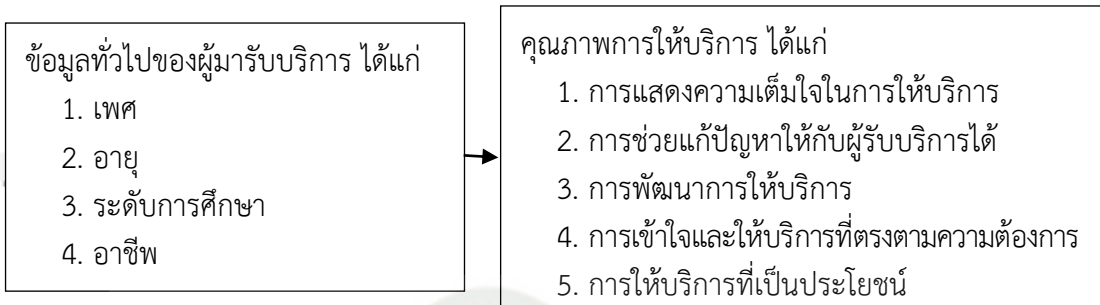 ข้อมูลทั่วไปของผู้มารับบริการ ได้แก่
1. เพศ
2. อายุ
3. ระดับการศึกษา
4. อาชีพ
คุณภาพการให้บริการ ได้แก่
1. การแสดงความเต็มใจในการให้บริการ
2. การช่วยแก้ปัญหาให้กับผู้รับบริการได้
3. การพัฒนาการให้บริการ
4. การเข้าใจและให้บริการที่ตรงตามความต้องการ
5. การให้บริการที่เป็นประโยชน์